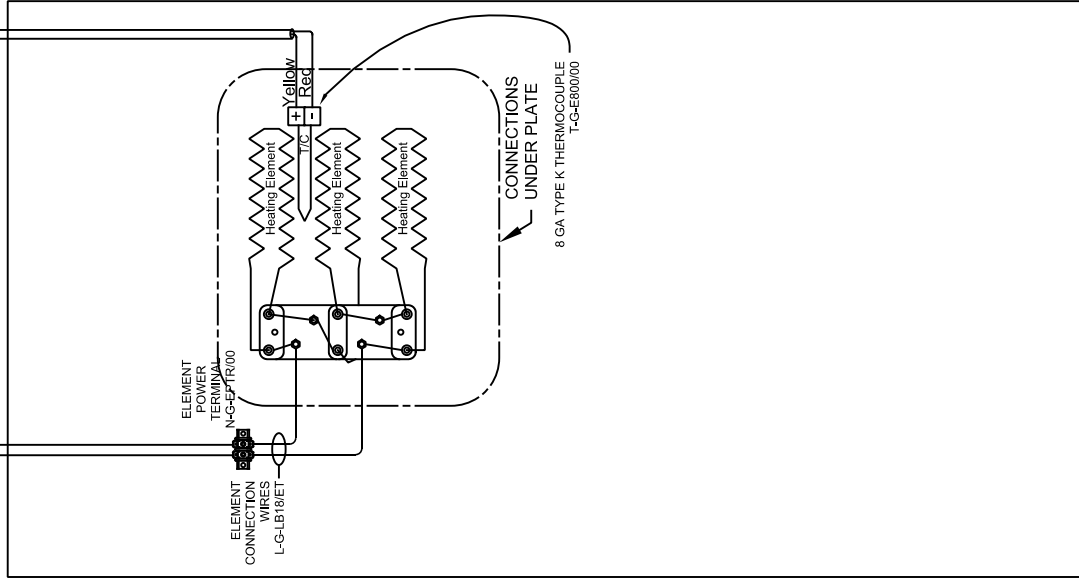 Yellow
Red
+
-
T/C
Heating Element
Heating Element
Heating Element
CONNECTIONS
UNDER PLATE
8 GA TYPE K THERMOCOUPLE
T-G-E800/00
ELEMENT
POWER
TERMINAL
N-G-EPTR/00
ELEMENT
CONNECTION
WIRES
L-G-LB18/ET